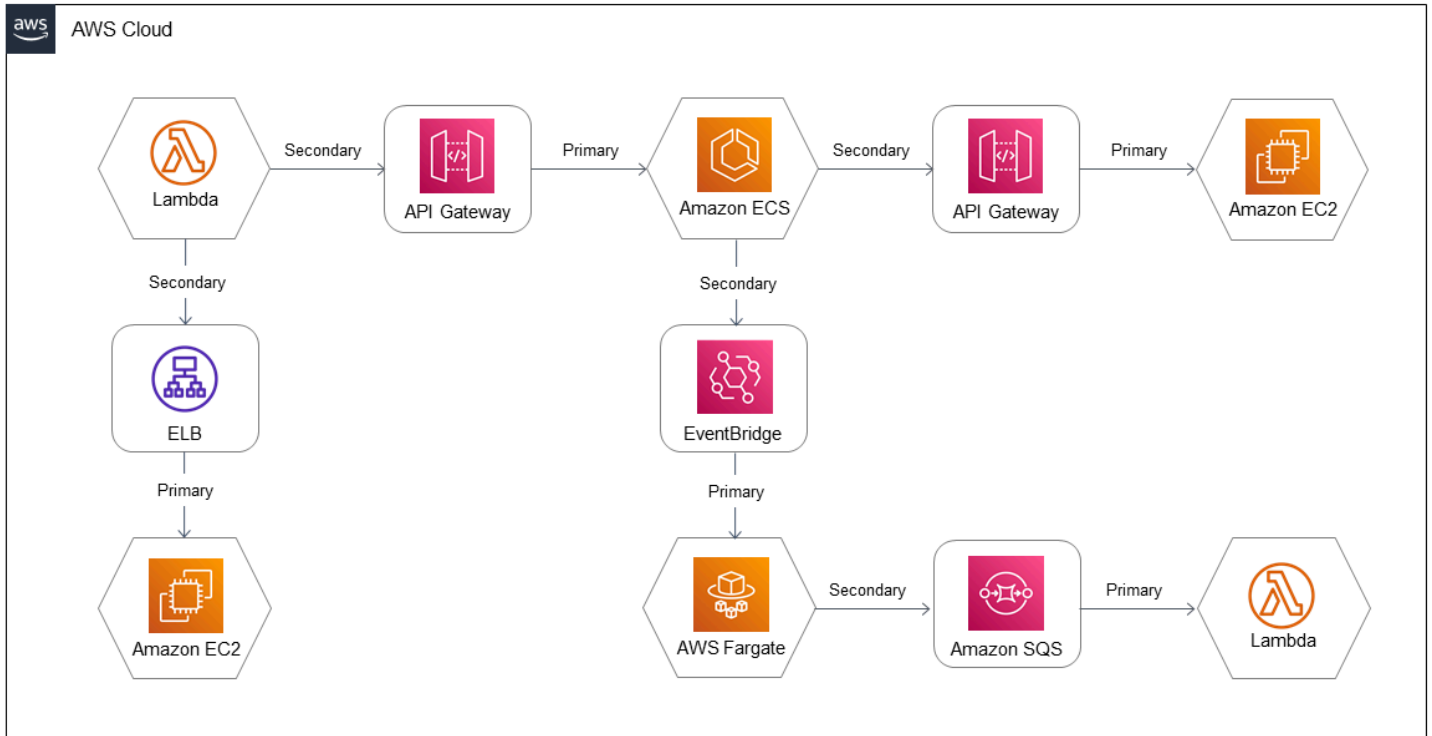 aws
AWS Cloud
Secondary
Primary
Secondary
Primary
Lambda
API Gateway
Amazon ECS
API Gateway
Amazon EC2
Secondary
Secondary
ELB
EventBridge
Primary
Primary
Secondary
Primary
Amazon EC2
AWS Fargate
Amazon SQS
Lambda